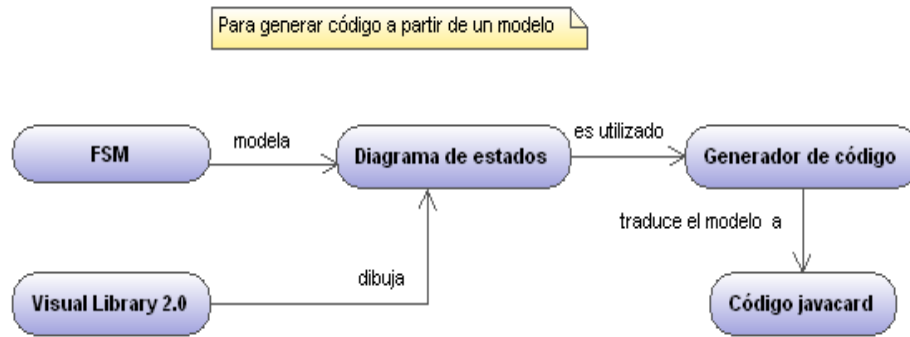 Para generar código a partir de un modelo
FSM
modela
Diagrama de estados
es utilizado
Generador de código
traduce el modelo a
Visual Library 2.0
dibuja
Código javacard